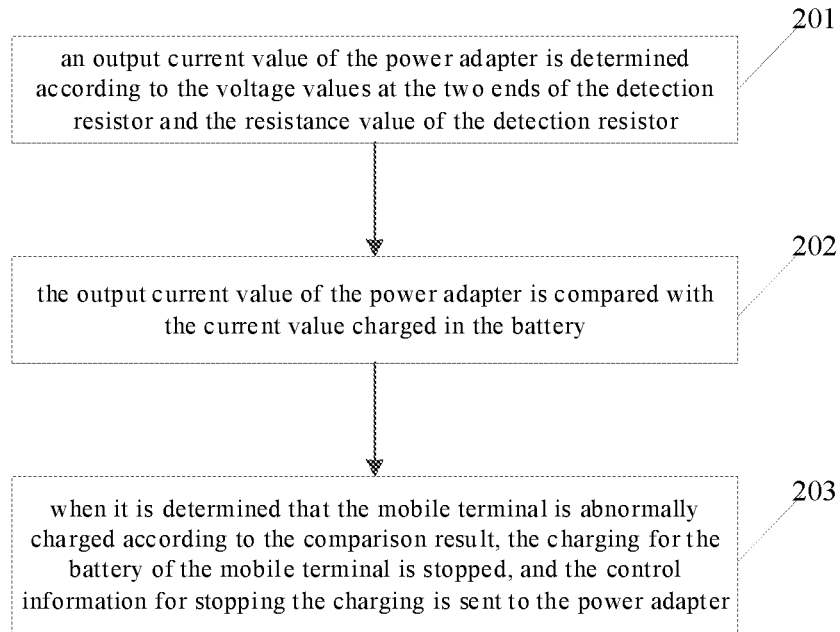 201
an output current value of the power adapter is determined
according to the voltage values at the two ends of the detection
resistor and the resistance value of the detection resistor
202
the output current value of the power adapter is compared with
the current value charged in the battery
203
when it is determined that the mobile terminal is abnormally
charged according to the comparison result, the charging for the
battery of the mobile terminal is stopped, and the control
information for stopping the charging is sent to the power adapter